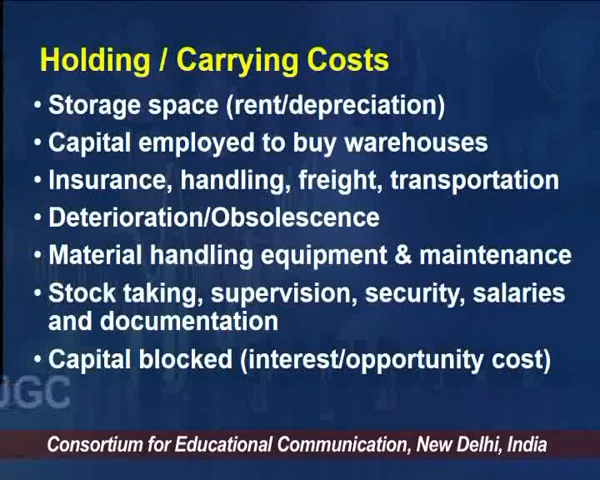 Holding / Carrying Costs
• Storage space (rent/depreciation)
• Capital employed to buy warehouses
• Insurance, handling, freight, transportation
• Deterioration/Obsolescence
• Material handling equipment & maintenance
• Stock taking, supervision, security, salaries
and documentation
• Capital blocked (interest/opportunity cost)
UGC
Consortium for Educational Communication, New Delhi, India